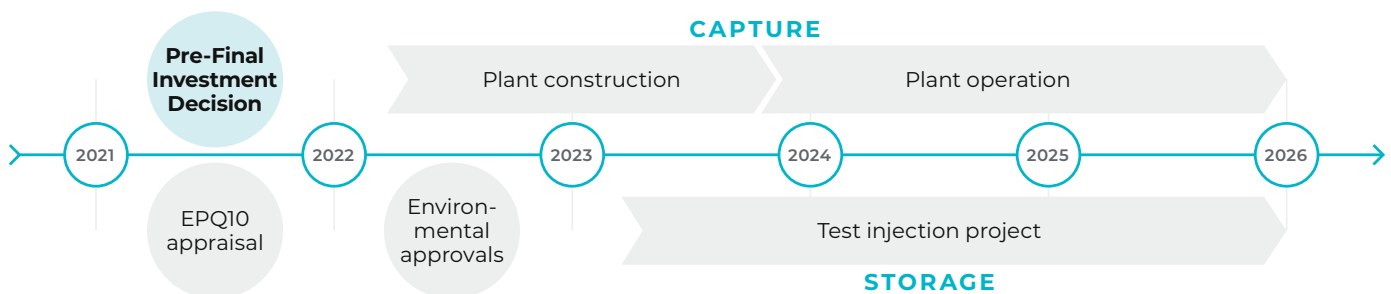 CAPTURE
Pre-Final
Investment
Decision
Plant construction
Plant operation
2021
2022
2023
2024
2025
2026
EPQ10
appraisal
Environ-
mental
approvals
Test injection project
STORAGE